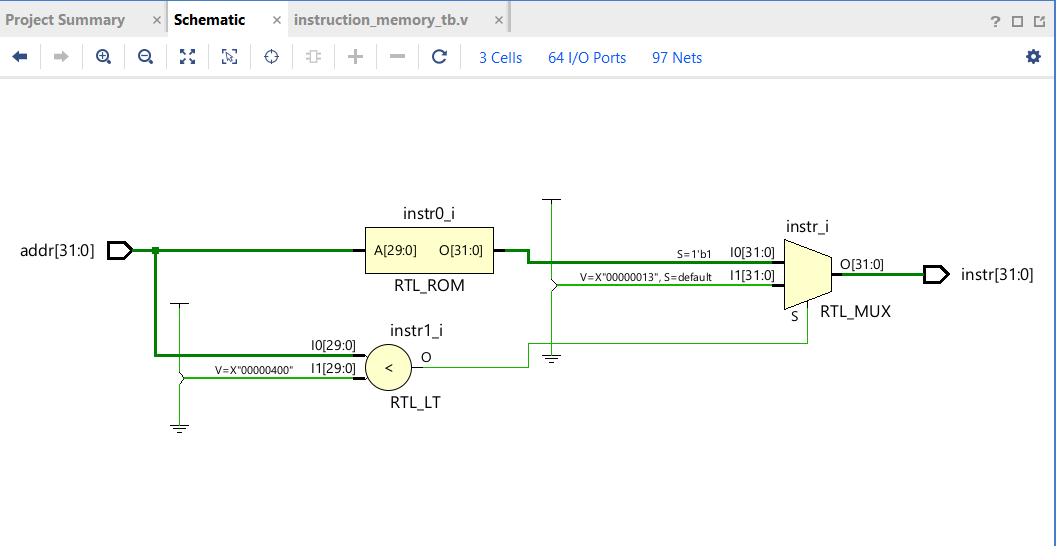 Project Summary × Schematic × instruction_memory_tb.v × ?
3 Cells 64 I/O Ports 97 Nets
instr0_i
addr[31:0]
A[29:0] O[31:0]
RTL_ROM
instr_i
S=1'b1 I0[31:0]
V=X"00000013", S=default I1[31:0]
O[31:0]
instr[31:0]
S
RTL_MUX
instr1_i
I0[29:0]
V=X"00000400" I1[29:0]
<
O
RTL_LT